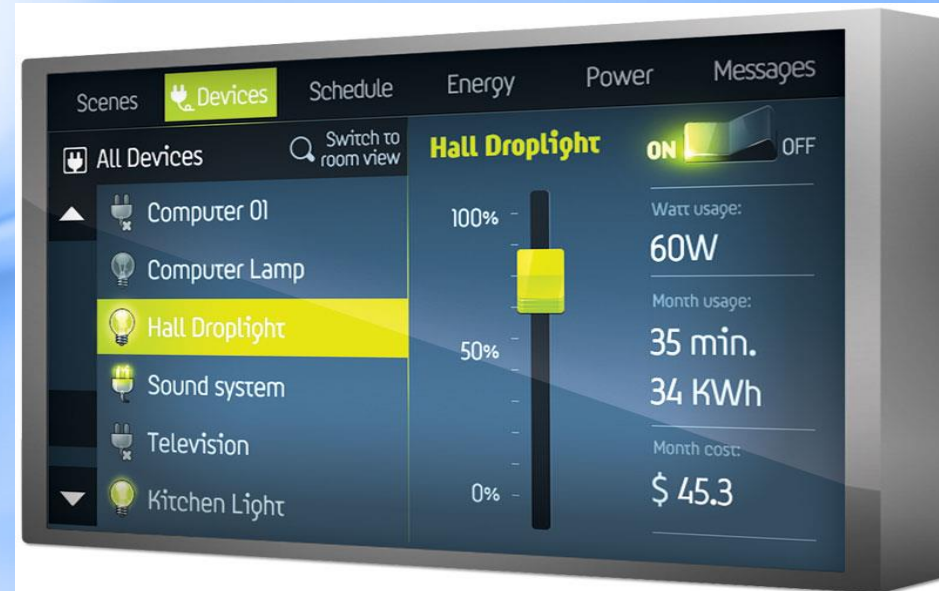 Scenes
Devices
Schedule
Energy
Power
Messages
All Devices
Switch to
room view
Computer 01
Computer Lamp
Hall Droplight
Sound system
Television
Kitchen Light
Hall Droplight
ON
OFF
100%
50%
0%
Watt usage:
60W
Month usage:
35 min.
34 KWh
Month cost:
$ 45.3